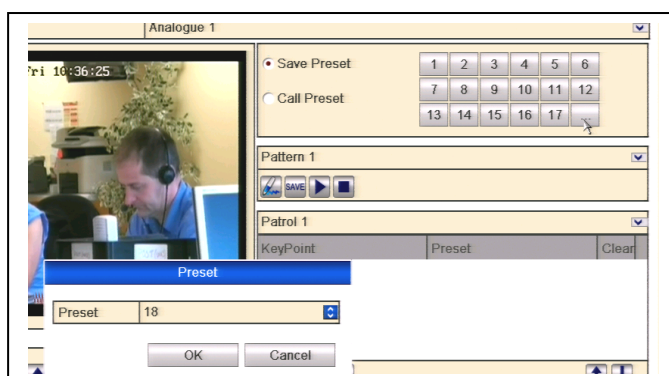 Analogue 1
Fri 10:36:25
Save Preset
1 2 3 4 5 6
Call Preset
7 8 9 10 11 12
13 14 15 16 17 ...
Pattern 1
SAVE
Patrol 1
KeyPoint Preset Clear
Preset
Preset 18
OK Cancel